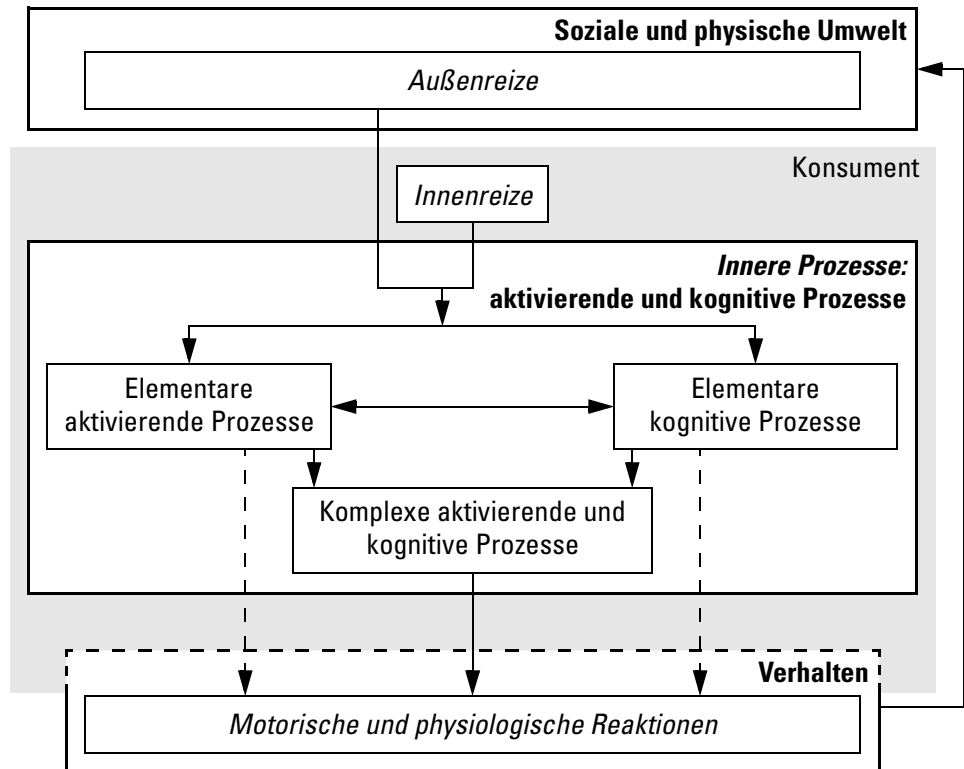 Soziale und physische Umwelt
Außenreize
Konsument
Innenreize
Innere Prozesse:
aktivierende und kognitive Prozesse
Elementare
aktivierende Prozesse
Elementare
kognitive Prozesse
Komplexe aktivierende und
kognitive Prozesse
Verhalten
Motorische und physiologische Reaktionen